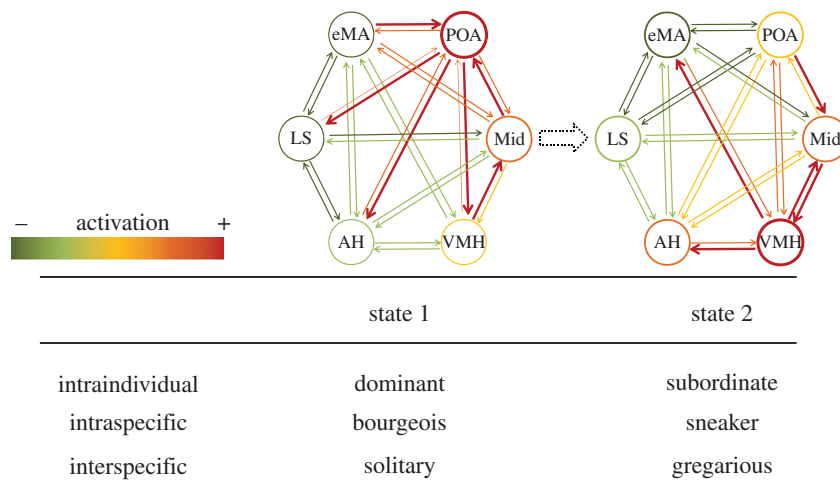 eMA POA
LS Mid
AH VMH
eMA POA
LS Mid
AH VMH
– activation +
state 1 state 2
intraindividual dominant subordinate
intraspecific bourgeois sneaker
interspecific solitary gregarious